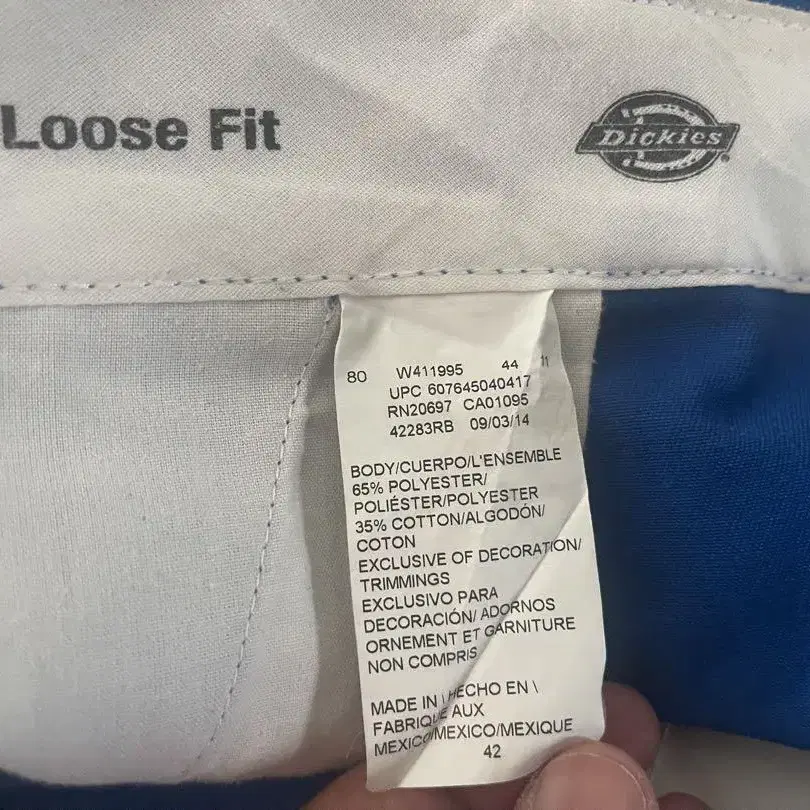 Loose Fit
Dickies
80 W411995 44 11
UPC 607645040417
RN20697 CA01095
42283RB 09/03/14
BODY/CUERPO/L'ENSEMBLE
65% POLYESTER/
POLIÉSTER/POLYESTER
35% COTTON/ALGODÓN/
COTON
EXCLUSIVE OF DECORATION/
TRIMMINGS
EXCLUSIVO PARA
DECORACIÓN/ ADORNOS
ORNEMENT ET GARNITURE
NON COMPRIS
MADE IN \ HECHO EN \
FABRIQUE AUX
MEXICO/MEXICO/MEXIQUE
42